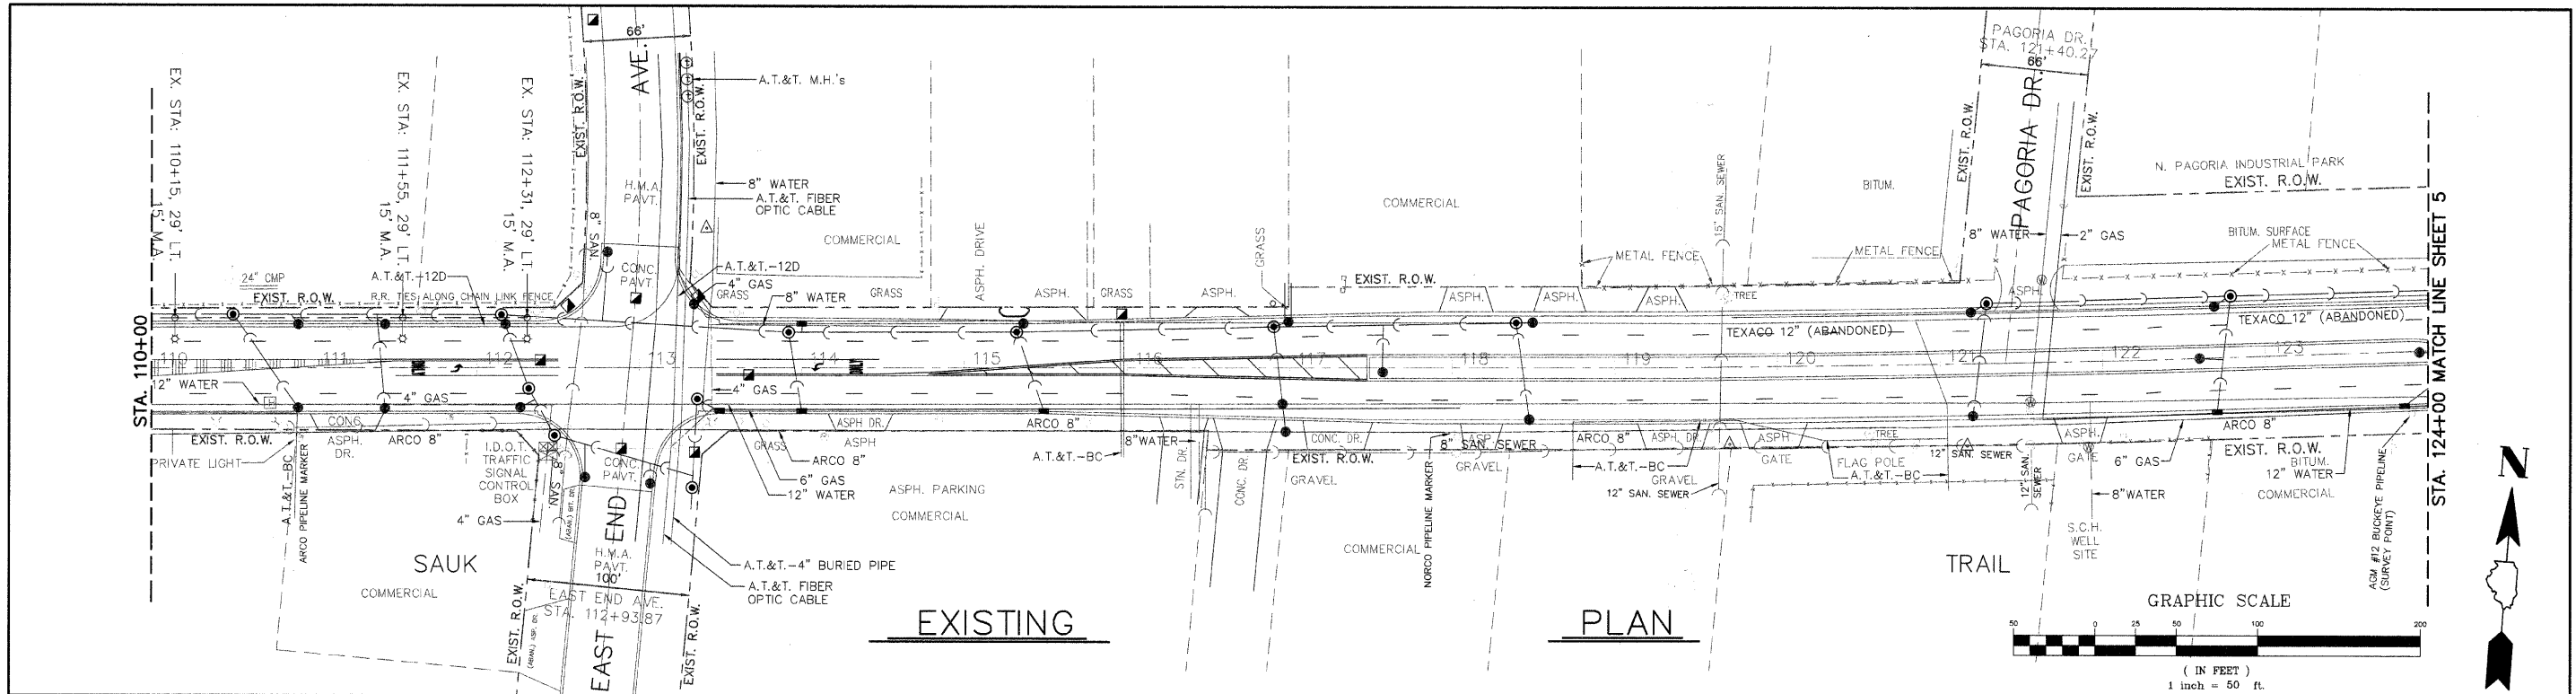 66'
AVE.
EXIST. R.O.W.
EXIST. R.O.W.
A.T.&T. M.H.'s
8" WATER
A.T.&T. FIBER
OPTIC CABLE
H.M.A.
PAVT.
8" SAN.
CONC.
PAVT.
EX. STA: 110+15, 29' LT.
15' M.A.
EX. STA: 111+55, 29' LT.
15' M.A.
EX. STA: 112+31, 29' LT.
15' M.A.
24" CMP
EXIST. R.O.W.
A.T.&T.-12D
R.R. TIES ALONG CHAIN LINK FENCE
A.T.&T.-12D
4" GAS
GRASS
8" WATER
COMMERCIAL
GRASS
ASPH. DRIVE
ASPH.
GRASS
ASPH.
GRASS
EXIST. R.O.W.
COMMERCIAL
ASPH.
ASPH.
ASPH.
METAL FENCE
15" SAN. SEWER
TREE
METAL FENCE
BITUM.
EXIST. R.O.W.
PAGORIA DR.
STA. 121+40.27
66'
PAGORIA DR.
EXIST. R.O.W.
N. PAGORIA INDUSTRIAL PARK
EXIST. R.O.W.
8" WATER
2" GAS
BITUM. SURFACE
METAL FENCE
ASPH.
TEXACO 12" (ABANDONED)
TEXACO 12" (ABANDONED)
STA. 110+00
110
111
112
113
114
115
116
117
118
119
120
121
122
123
STA. 124+00 MATCH LINE SHEET 5
12" WATER
4" GAS
4" GAS
CONC.
ASPH.
DR.
ARCO 8"
EXIST. R.O.W.
PRIVATE LIGHT
A.T.&T.-BC
ARCO PIPELINE MARKER
I.D.O.T.
TRAFFIC
SIGNAL
CONTROL
BOX
8" SAN.
4" GAS
CONC.
PAVT.
H.M.A.
PAVT.
100'
EAST END AVE.
STA. 112+93.87
EAST END
EXIST. R.O.W.
EXIST. R.O.W.
GRASS
ASPH DR.
ASPH
ARCO 8"
6" GAS
12" WATER
ASPH. PARKING
COMMERCIAL
A.T.&T.-4" BURIED PIPE
A.T.&T. FIBER
OPTIC CABLE
ARCO 8"
A.T.&T.-BC
8"WATER
STN. DR.
CONC. DR.
CONC. DR.
EXIST. R.O.W.
GRAVEL
COMMERCIAL
NORCO PIPELINE MARKER
8" SAN. SEWER
ASP.
GRAVEL
ARCO 8"
ASPH. DR.
A.T.&T.-BC
GRAVEL
12" SAN. SEWER
ASPH
GATE
FLAG POLE
A.T.&T.-BC
TREE
12" SAN. SEWER
12" SAN.
SEWER
ASPH.
GATE
8"WATER
S.C.H.
WELL
SITE
6" GAS
ARCO 8"
EXIST. R.O.W.
BITUM.
12" WATER
COMMERCIAL
AGM #12 BUCKEYE PIPELINE
(SURVEY POINT)
SAUK
COMMERCIAL
TRAIL
EXISTING
PLAN
N
GRAPHIC SCALE
50 0 25 50 100 200
( IN FEET )
1 inch = 50 ft.